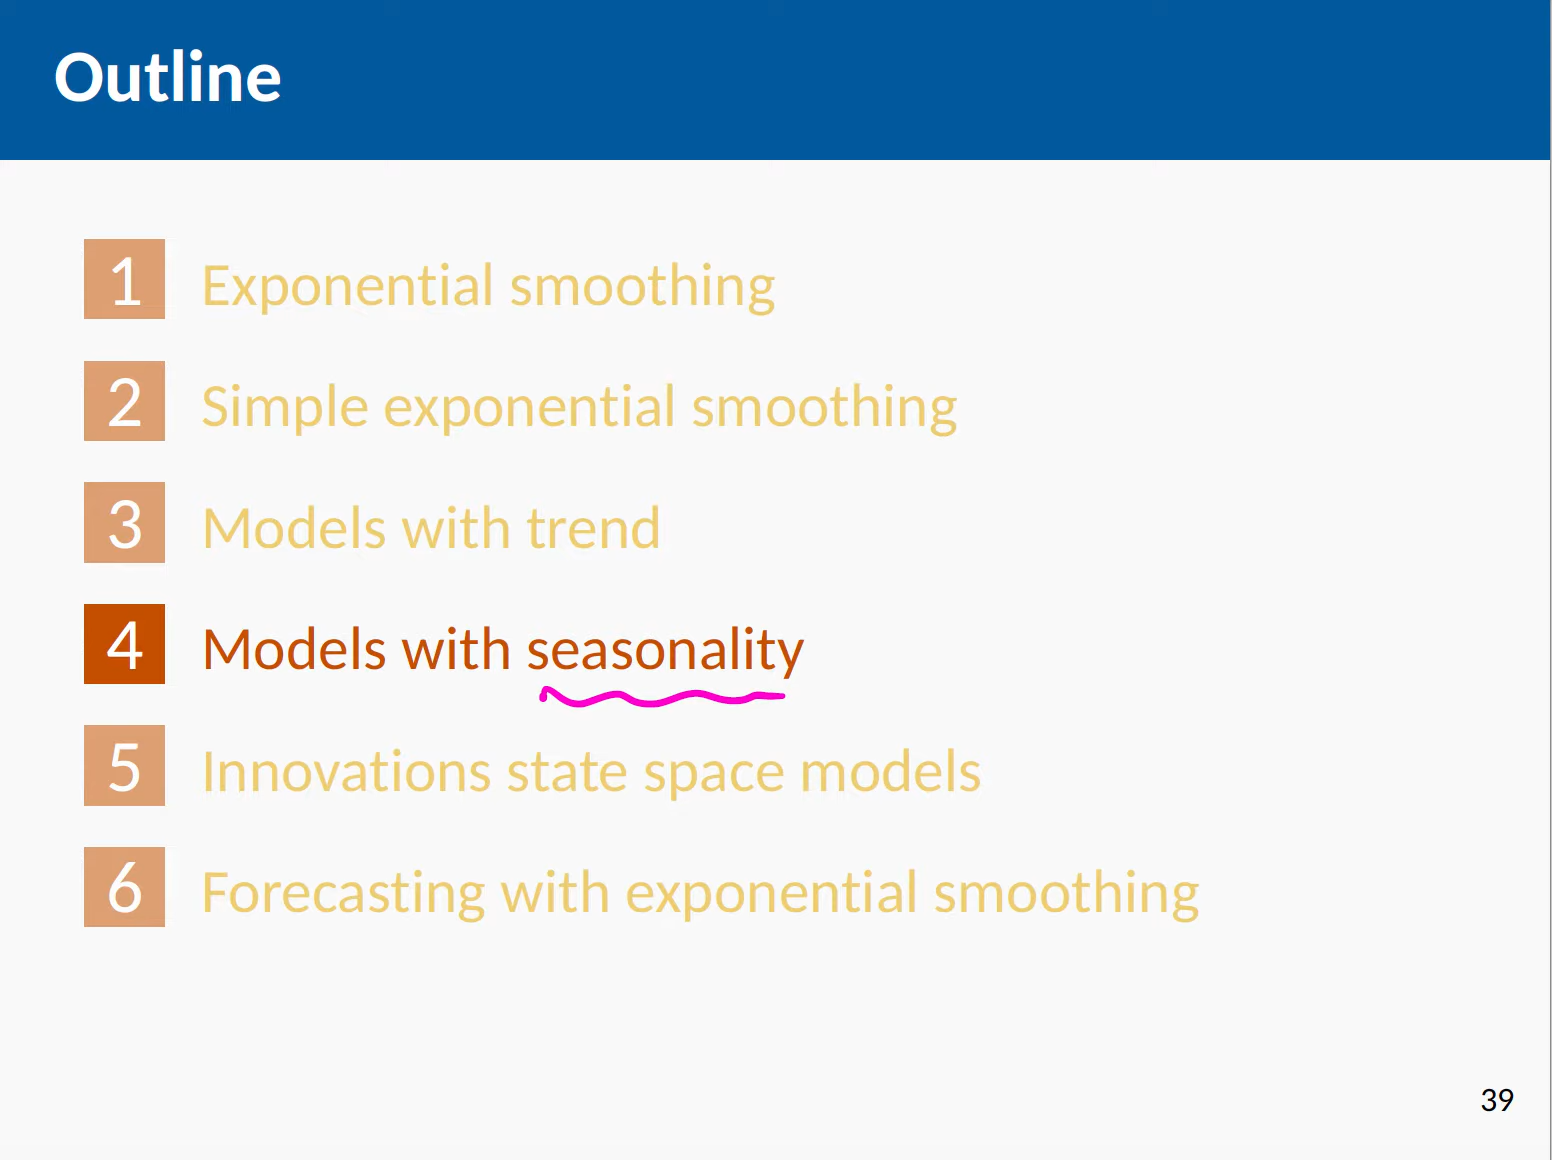 Outline
1 Exponential smoothing
2 Simple exponential smoothing
3 Models with trend
4 Models with seasonality
5 Innovations state space models
6 Forecasting with exponential smoothing
39